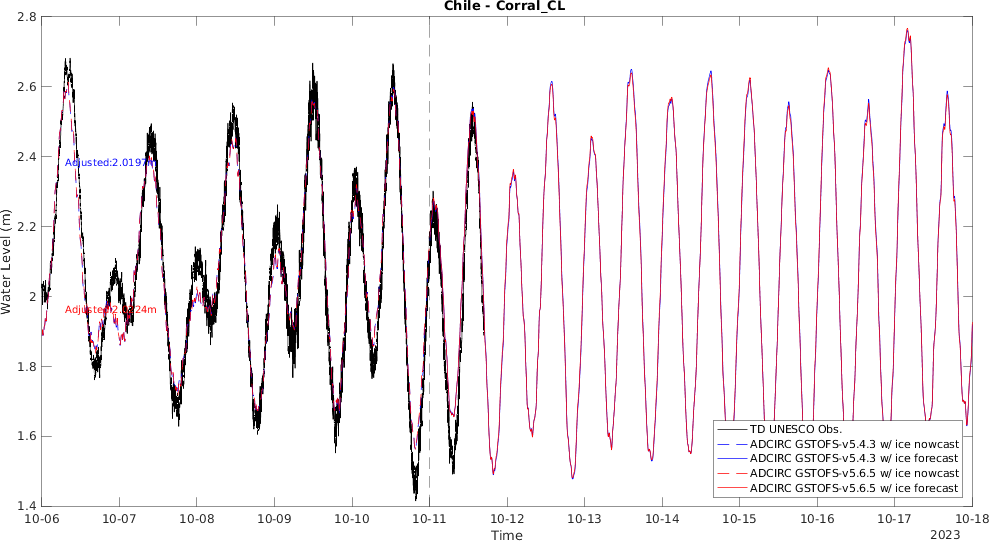 Chile - Corral_CL
2.8
2.6
2.4
2.2
2
1.8
1.6
1.4
Water Level (m)
10-06
10-07
10-08
10-09
10-10
10-11
10-12
10-13
10-14
10-15
10-16
10-17
10-18
Time
2023
TD UNESCO Obs.
ADCIRC GSTOFS-v5.4.3 w/ ice nowcast
ADCIRC GSTOFS-v5.4.3 w/ ice forecast
ADCIRC GSTOFS-v5.6.5 w/ ice nowcast
ADCIRC GSTOFS-v5.6.5 w/ ice forecast